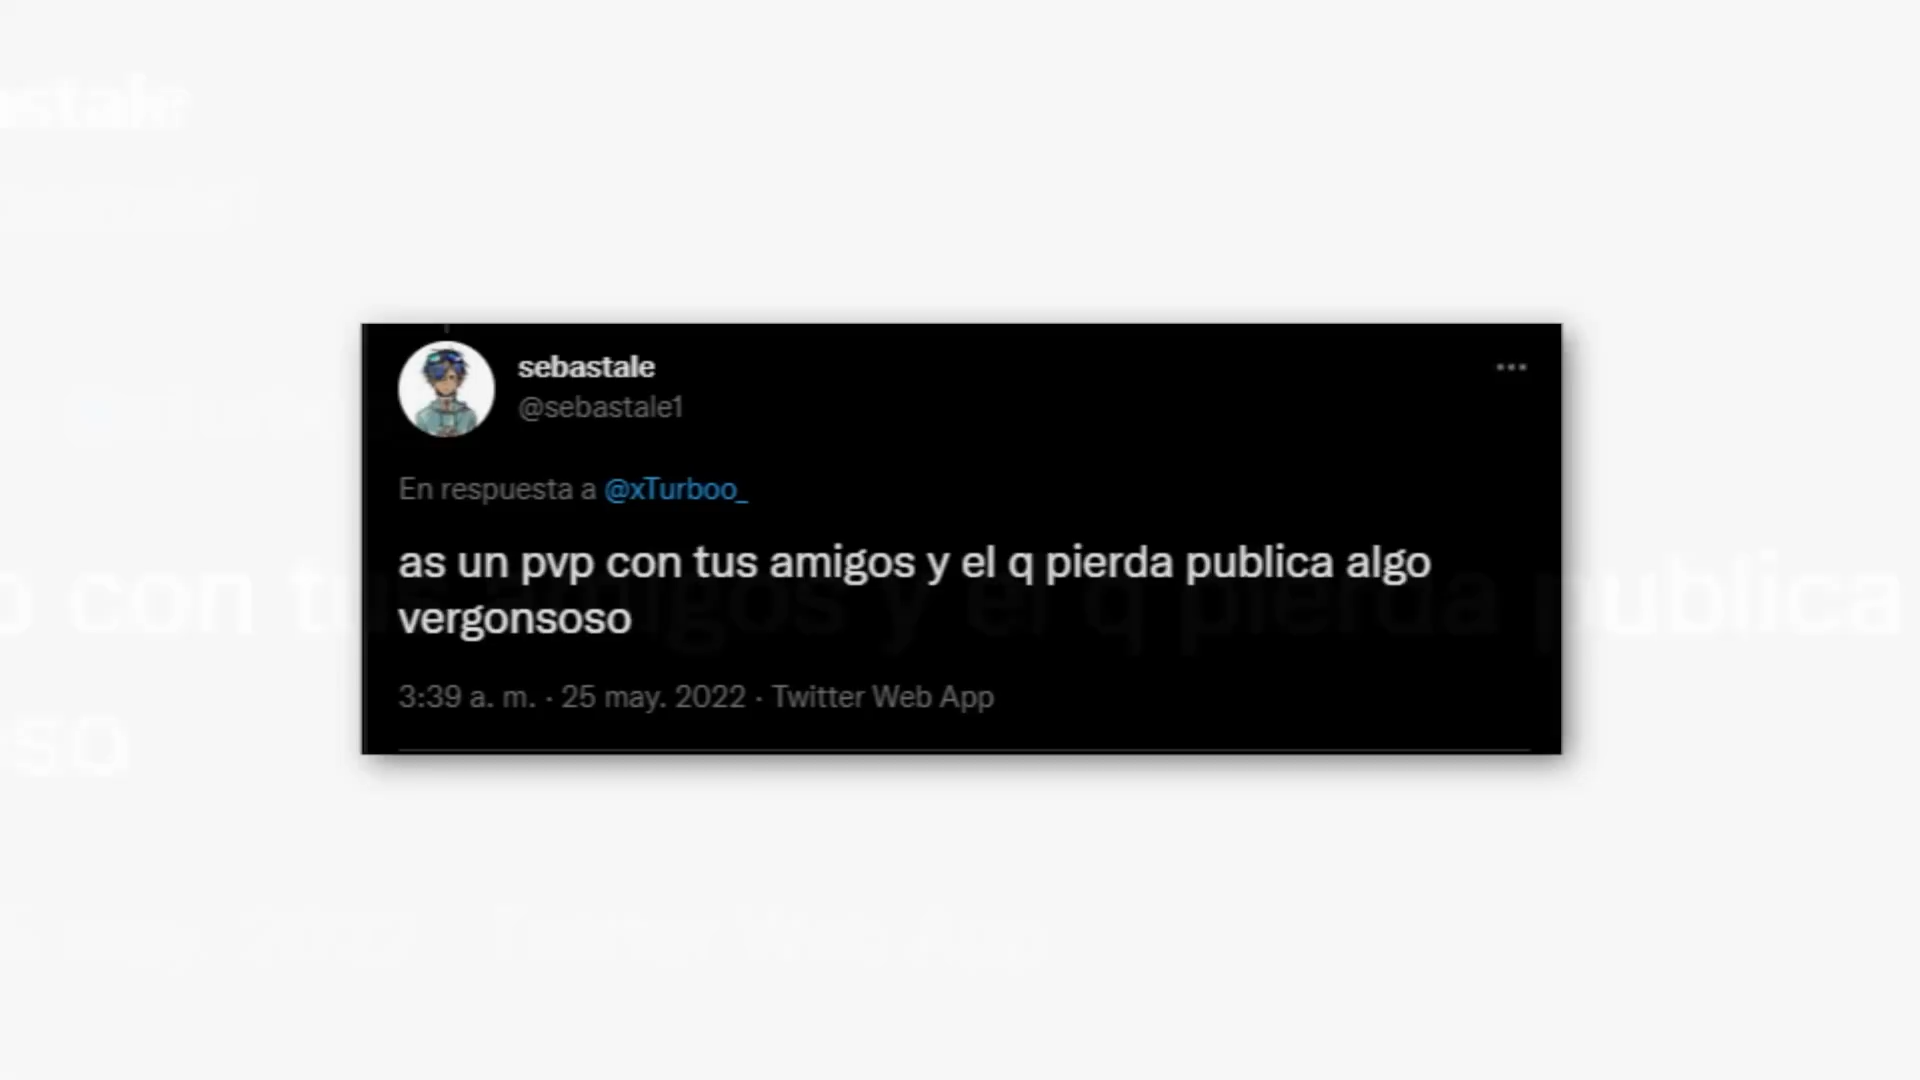 sebastale
@sebastale1
En respuesta a @xTurboo_
as un pvp con tus amigos y el q pierda publica algo
vergonsoso
3:39 a. m. · 25 may. 2022 · Twitter Web App